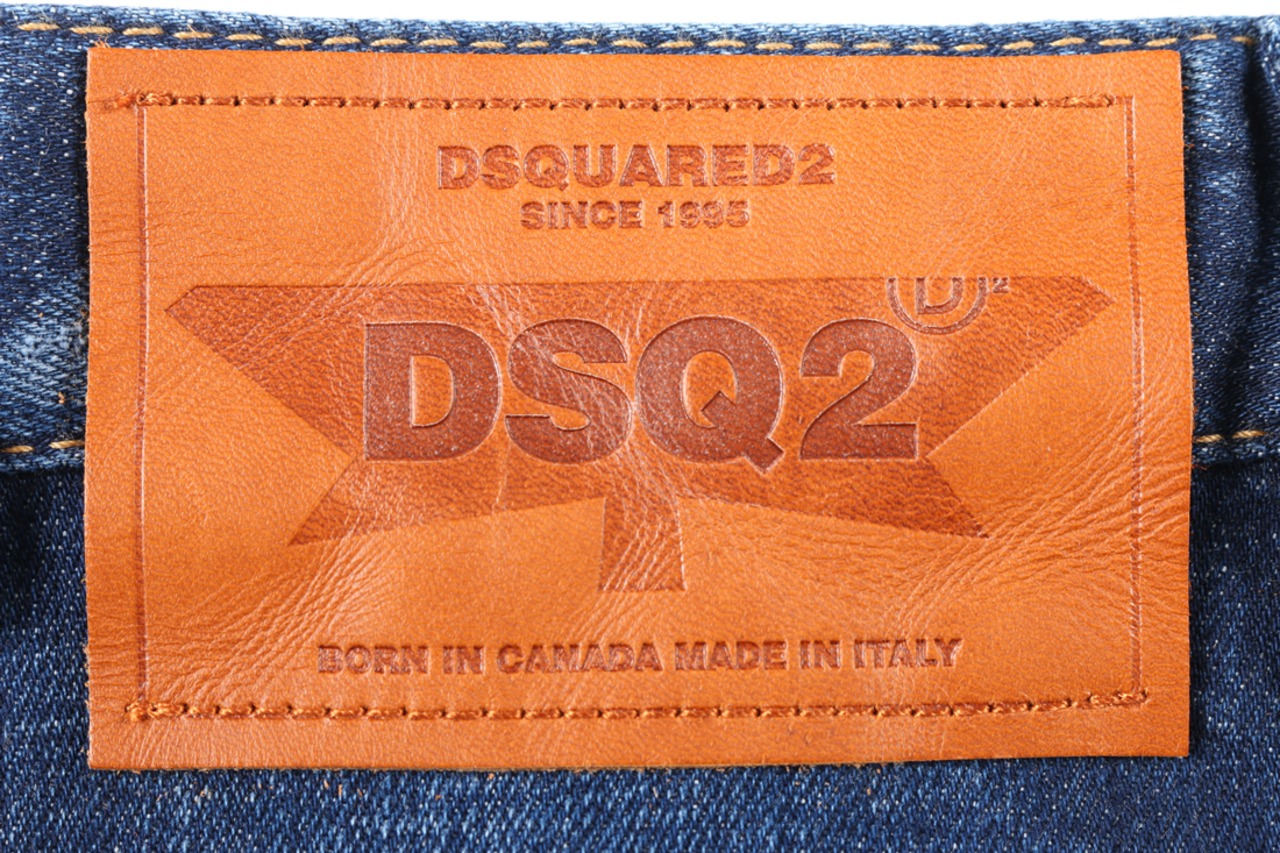 DSQUARED2
SINCE 1995
D2
DSQ2
BORN IN CANADA MADE IN ITALY